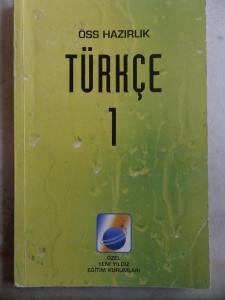 ÖSS HAZIRLIK
TÜRKÇE
1
ÖZEL
YENİ YILDIZ
EĞİTİM KURUMLARI